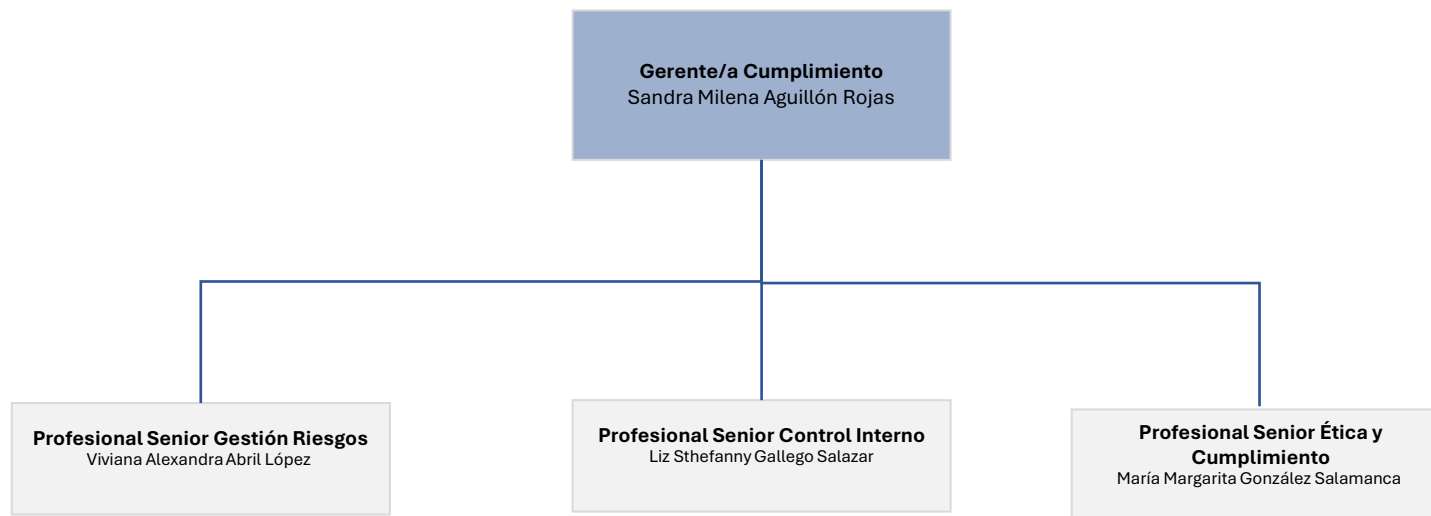 Gerente/a Cumplimiento
Sandra Milena Aguillón Rojas
Profesional Senior Gestión Riesgos
Viviana Alexandra Abril López
Profesional Senior Control Interno
Liz Sthefanny Gallego Salazar
Profesional Senior Ética y
Cumplimiento
María Margarita González Salamanca